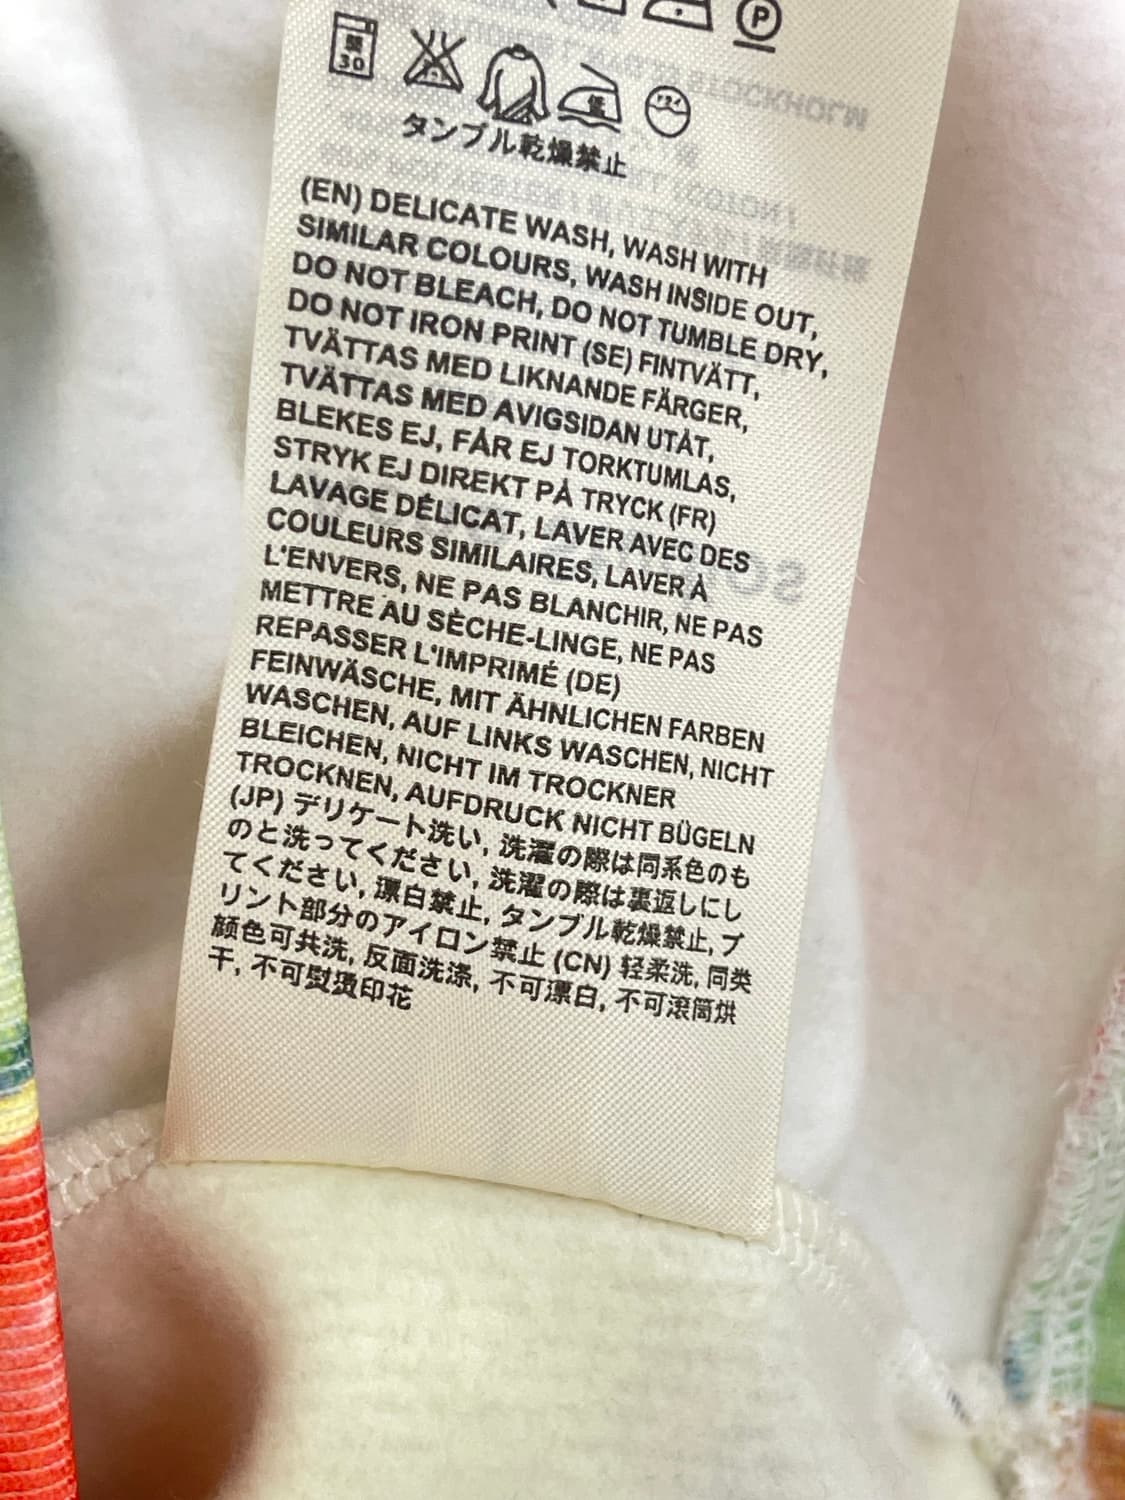 P
弱
30
低
ドライ
タンブル乾燥禁止
(EN) DELICATE WASH, WASH WITH
SIMILAR COLOURS, WASH INSIDE OUT,
DO NOT BLEACH, DO NOT TUMBLE DRY,
DO NOT IRON PRINT (SE) FINTVÄTT,
TVÄTTAS MED LIKNANDE FÄRGER,
TVÄTTAS MED AVIGSIDAN UTÅT,
BLEKES EJ, FÅR EJ TORKTUMLAS,
STRYK EJ DIREKT PÅ TRYCK (FR)
LAVAGE DÉLICAT, LAVER AVEC DES
COULEURS SIMILAIRES, LAVER À
L'ENVERS, NE PAS BLANCHIR, NE PAS
METTRE AU SÈCHE-LINGE, NE PAS
REPASSER L'IMPRIMÉ (DE)
FEINWÄSCHE, MIT ÄHNLICHEN FARBEN
WASCHEN, AUF LINKS WASCHEN, NICHT
BLEICHEN, NICHT IM TROCKNER
TROCKNEN, AUFDRUCK NICHT BÜGELN
(JP) デリケート洗い, 洗濯の際は同系色のも
のと洗ってください, 洗濯の際は裏返しにし
てください, 漂白禁止, タンブル乾燥禁止, プ
リント部分のアイロン禁止 (CN) 轻柔洗, 同类
颜色可共洗, 反面洗涤, 不可漂白, 不可滚筒烘
干, 不可熨烫印花